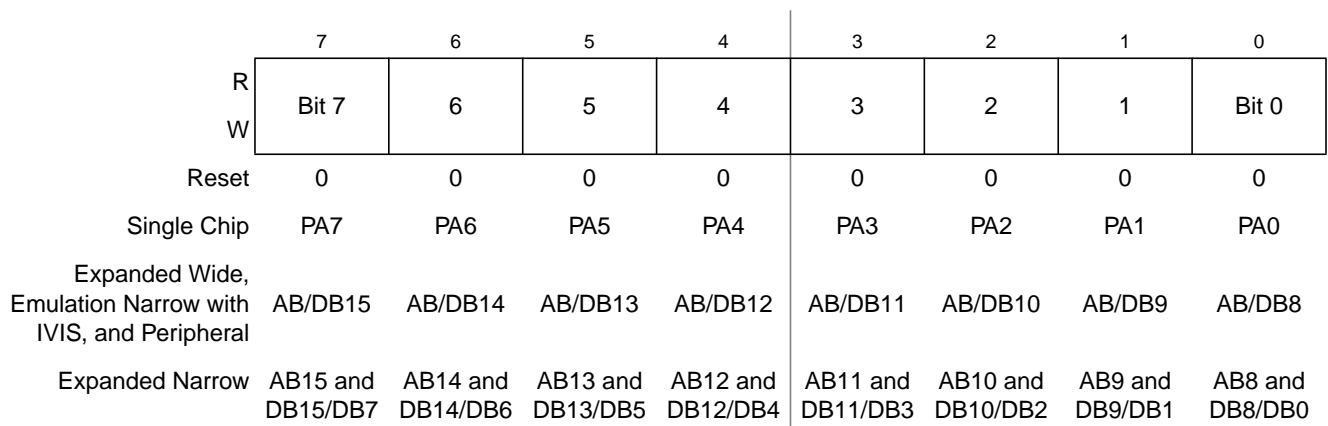 7 6 5 4 3 2 1 0
R
Bit 7 6 5 4 3 2 1 Bit 0
W
Reset 0 0 0 0 0 0 0 0
Single Chip PA7 PA6 PA5 PA4 PA3 PA2 PA1 PA0
Expanded Wide,
Emulation Narrow with AB/DB15 AB/DB14 AB/DB13 AB/DB12 AB/DB11 AB/DB10 AB/DB9 AB/DB8
IVIS, and Peripheral
Expanded Narrow AB15 and AB14 and AB13 and AB12 and AB11 and AB10 and AB9 and AB8 and
DB15/DB7 DB14/DB6 DB13/DB5 DB12/DB4 DB11/DB3 DB10/DB2 DB9/DB1 DB8/DB0